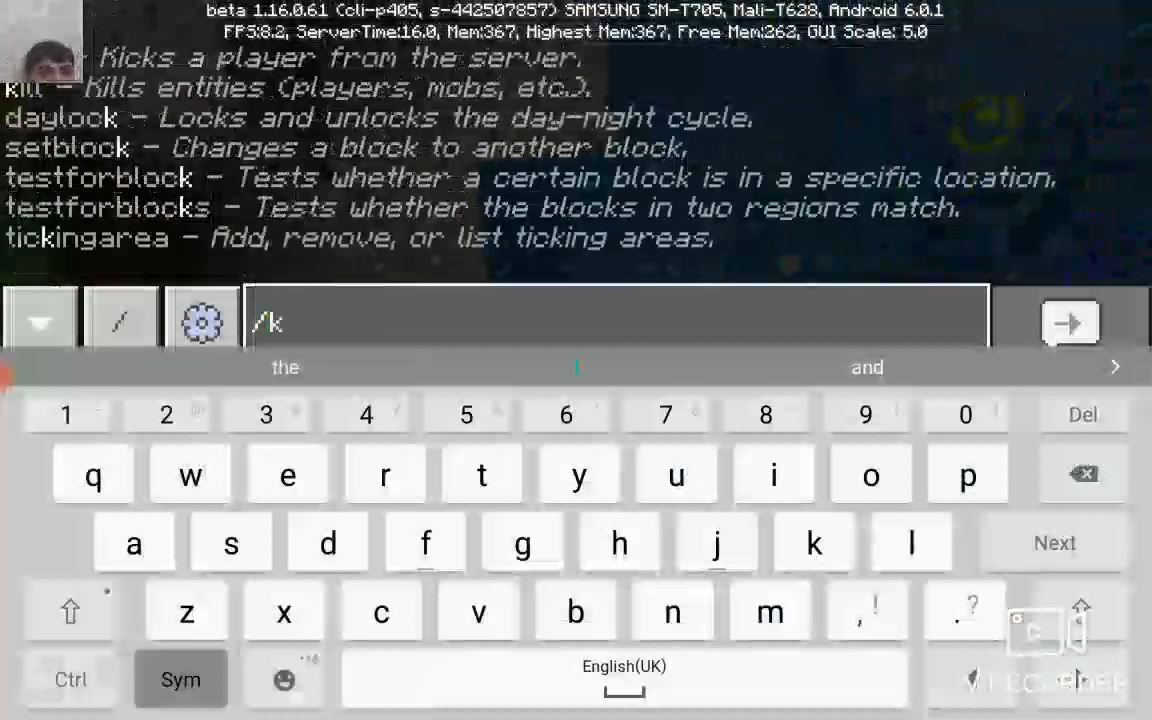 beta 1.16.0.61 (cli-p405, s-442507857) SAMSUNG SM-T705, Mali-T628, Android 6.0.1
FPS:8.2, ServerTime:16.0, Mem:367, Highest Mem:367, Free Mem:262, GUI Scale: 5.0
- Kicks a player from the server.
kill - Kills entities (players, mobs, etc.).
daylock - Locks and unlocks the day-night cycle.
setblock - Changes a block to another block.
testforblock - Tests whether a certain block is in a specific location.
testforblocks - Tests whether the blocks in two regions match.
tickingarea - Add, remove, or list ticking areas.
/ /k
the I and >
1 2 3 4 5 6 7 8 9 0 Del
q w e r t y u i o p
a s d f g h j k l Next
z x c v b n m , ! . ?
Ctrl Sym English(UK)
V RECORDER